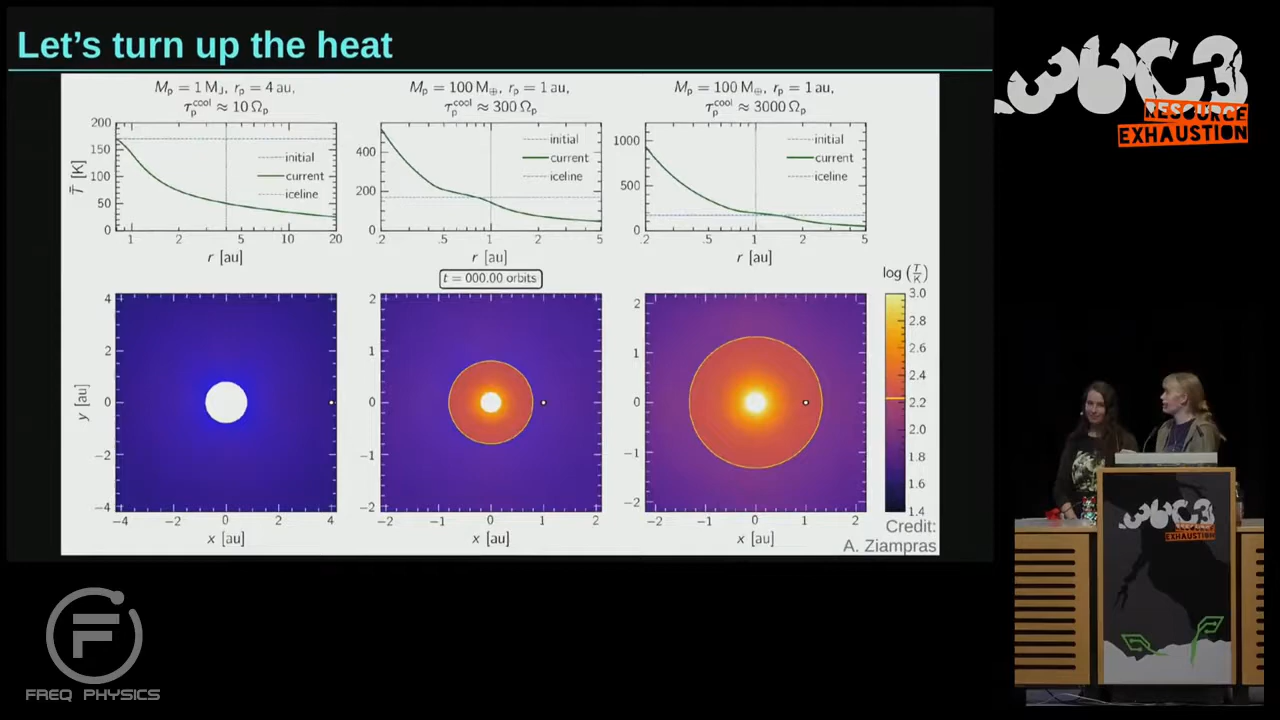 Let's turn up the heat
36C3
RESOURCE
EXHAUSTION
Mₚ = 1 M_J, rₚ = 4 au,
τₚᶜᵒᵒˡ ≈ 10 Ωₚ
Mₚ = 100 M⊕, rₚ = 1 au,
τₚᶜᵒᵒˡ ≈ 300 Ωₚ
Mₚ = 100 M⊕, rₚ = 1 au,
τₚᶜᵒᵒˡ ≈ 3000 Ωₚ
T̄ [K]
200
150
100
50
0
initial
current
iceline
1 2 5 10 20
r [au]
400
200
0
initial
current
iceline
.2 .5 1 2 5
r [au]
1000
500
0
initial
current
iceline
.2 .5 1 2 5
r [au]
t = 000.00 orbits
log (T/K)
y [au]
4
2
0
−2
−4
−4 −2 0 2 4
x [au]
2
1
0
−1
−2
−2 −1 0 1 2
x [au]
2
1
0
−1
−2
−2 −1 0 1 2
x [au]
3.0
2.8
2.6
2.4
2.2
2.0
1.8
1.6
1.4
Credit:
A. Ziampras
36C3
RESOURCE
EXHAUSTION
F
FREQ PHYSICS